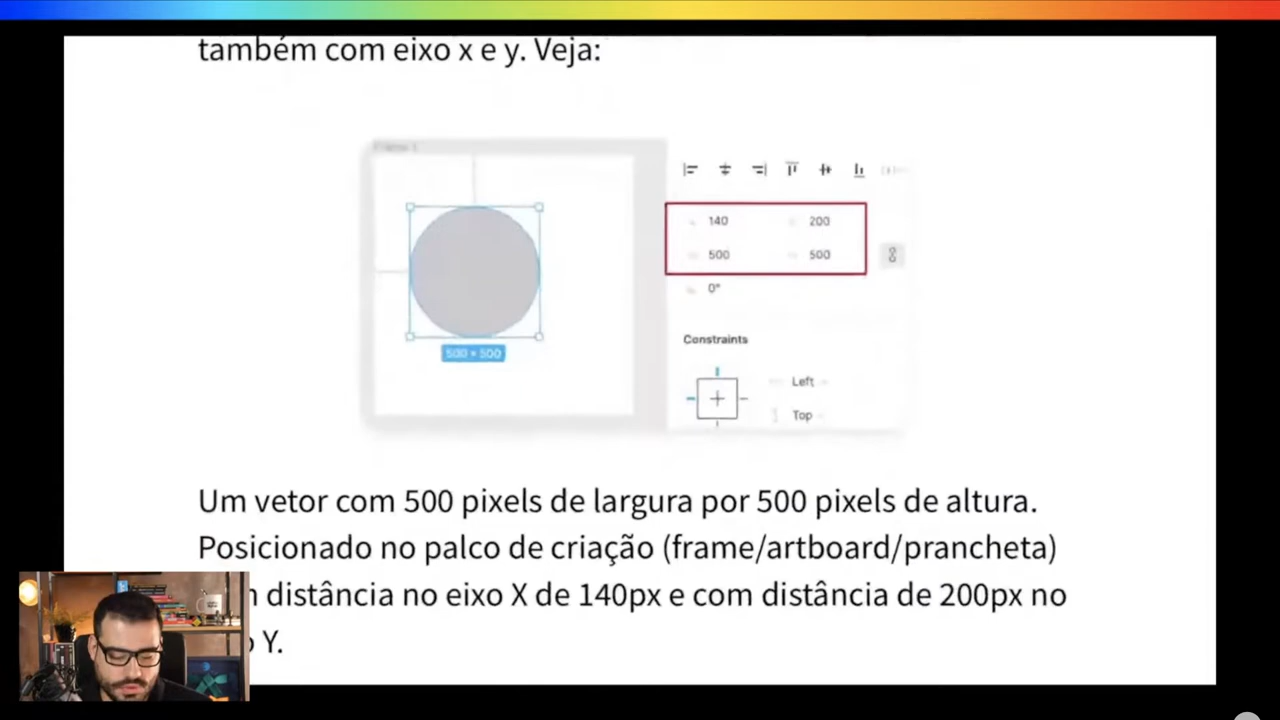 também com eixo x e y. Veja:
Frame 1
140 200
500 500
0°
500 × 500
Constraints
Left
Top
Um vetor com 500 pixels de largura por 500 pixels de altura.
Posicionado no palco de criação (frame/artboard/prancheta)
distância no eixo X de 140px e com distância de 200px no
Y.